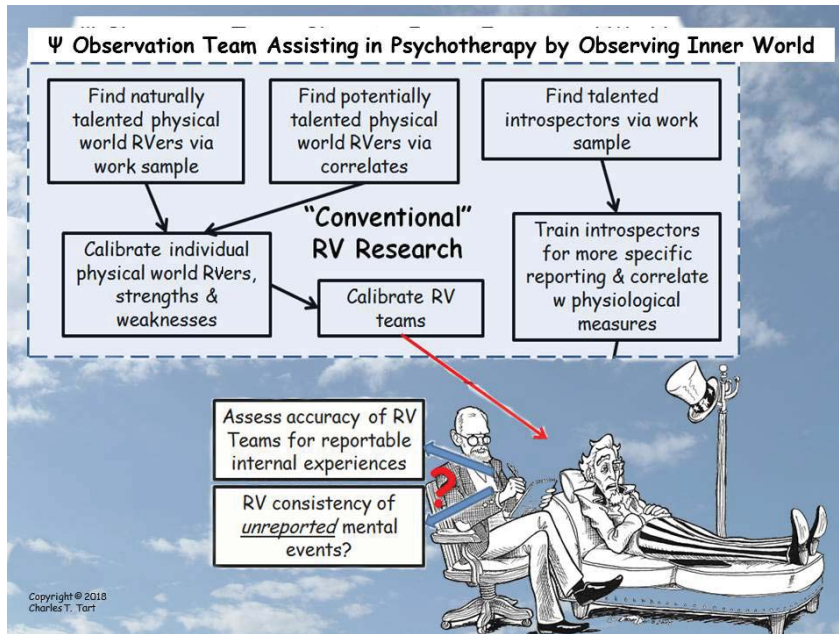 Ψ Observation Team Assisting in Psychotherapy by Observing Inner World
Find naturally
talented physical
world RVers via
work sample
Find potentially
talented physical
world RVers via
correlates
Find talented
introspectors via work
sample
"Conventional"
RV Research
Calibrate individual
physical world RVers,
strengths &
weaknesses
Calibrate RV
teams
Train introspectors
for more specific
reporting & correlate
w physiological
measures
Assess accuracy of RV
Teams for reportable
internal experiences
?
RV consistency of
unreported mental
events?
Copyright © 2018
Charles T. Tart